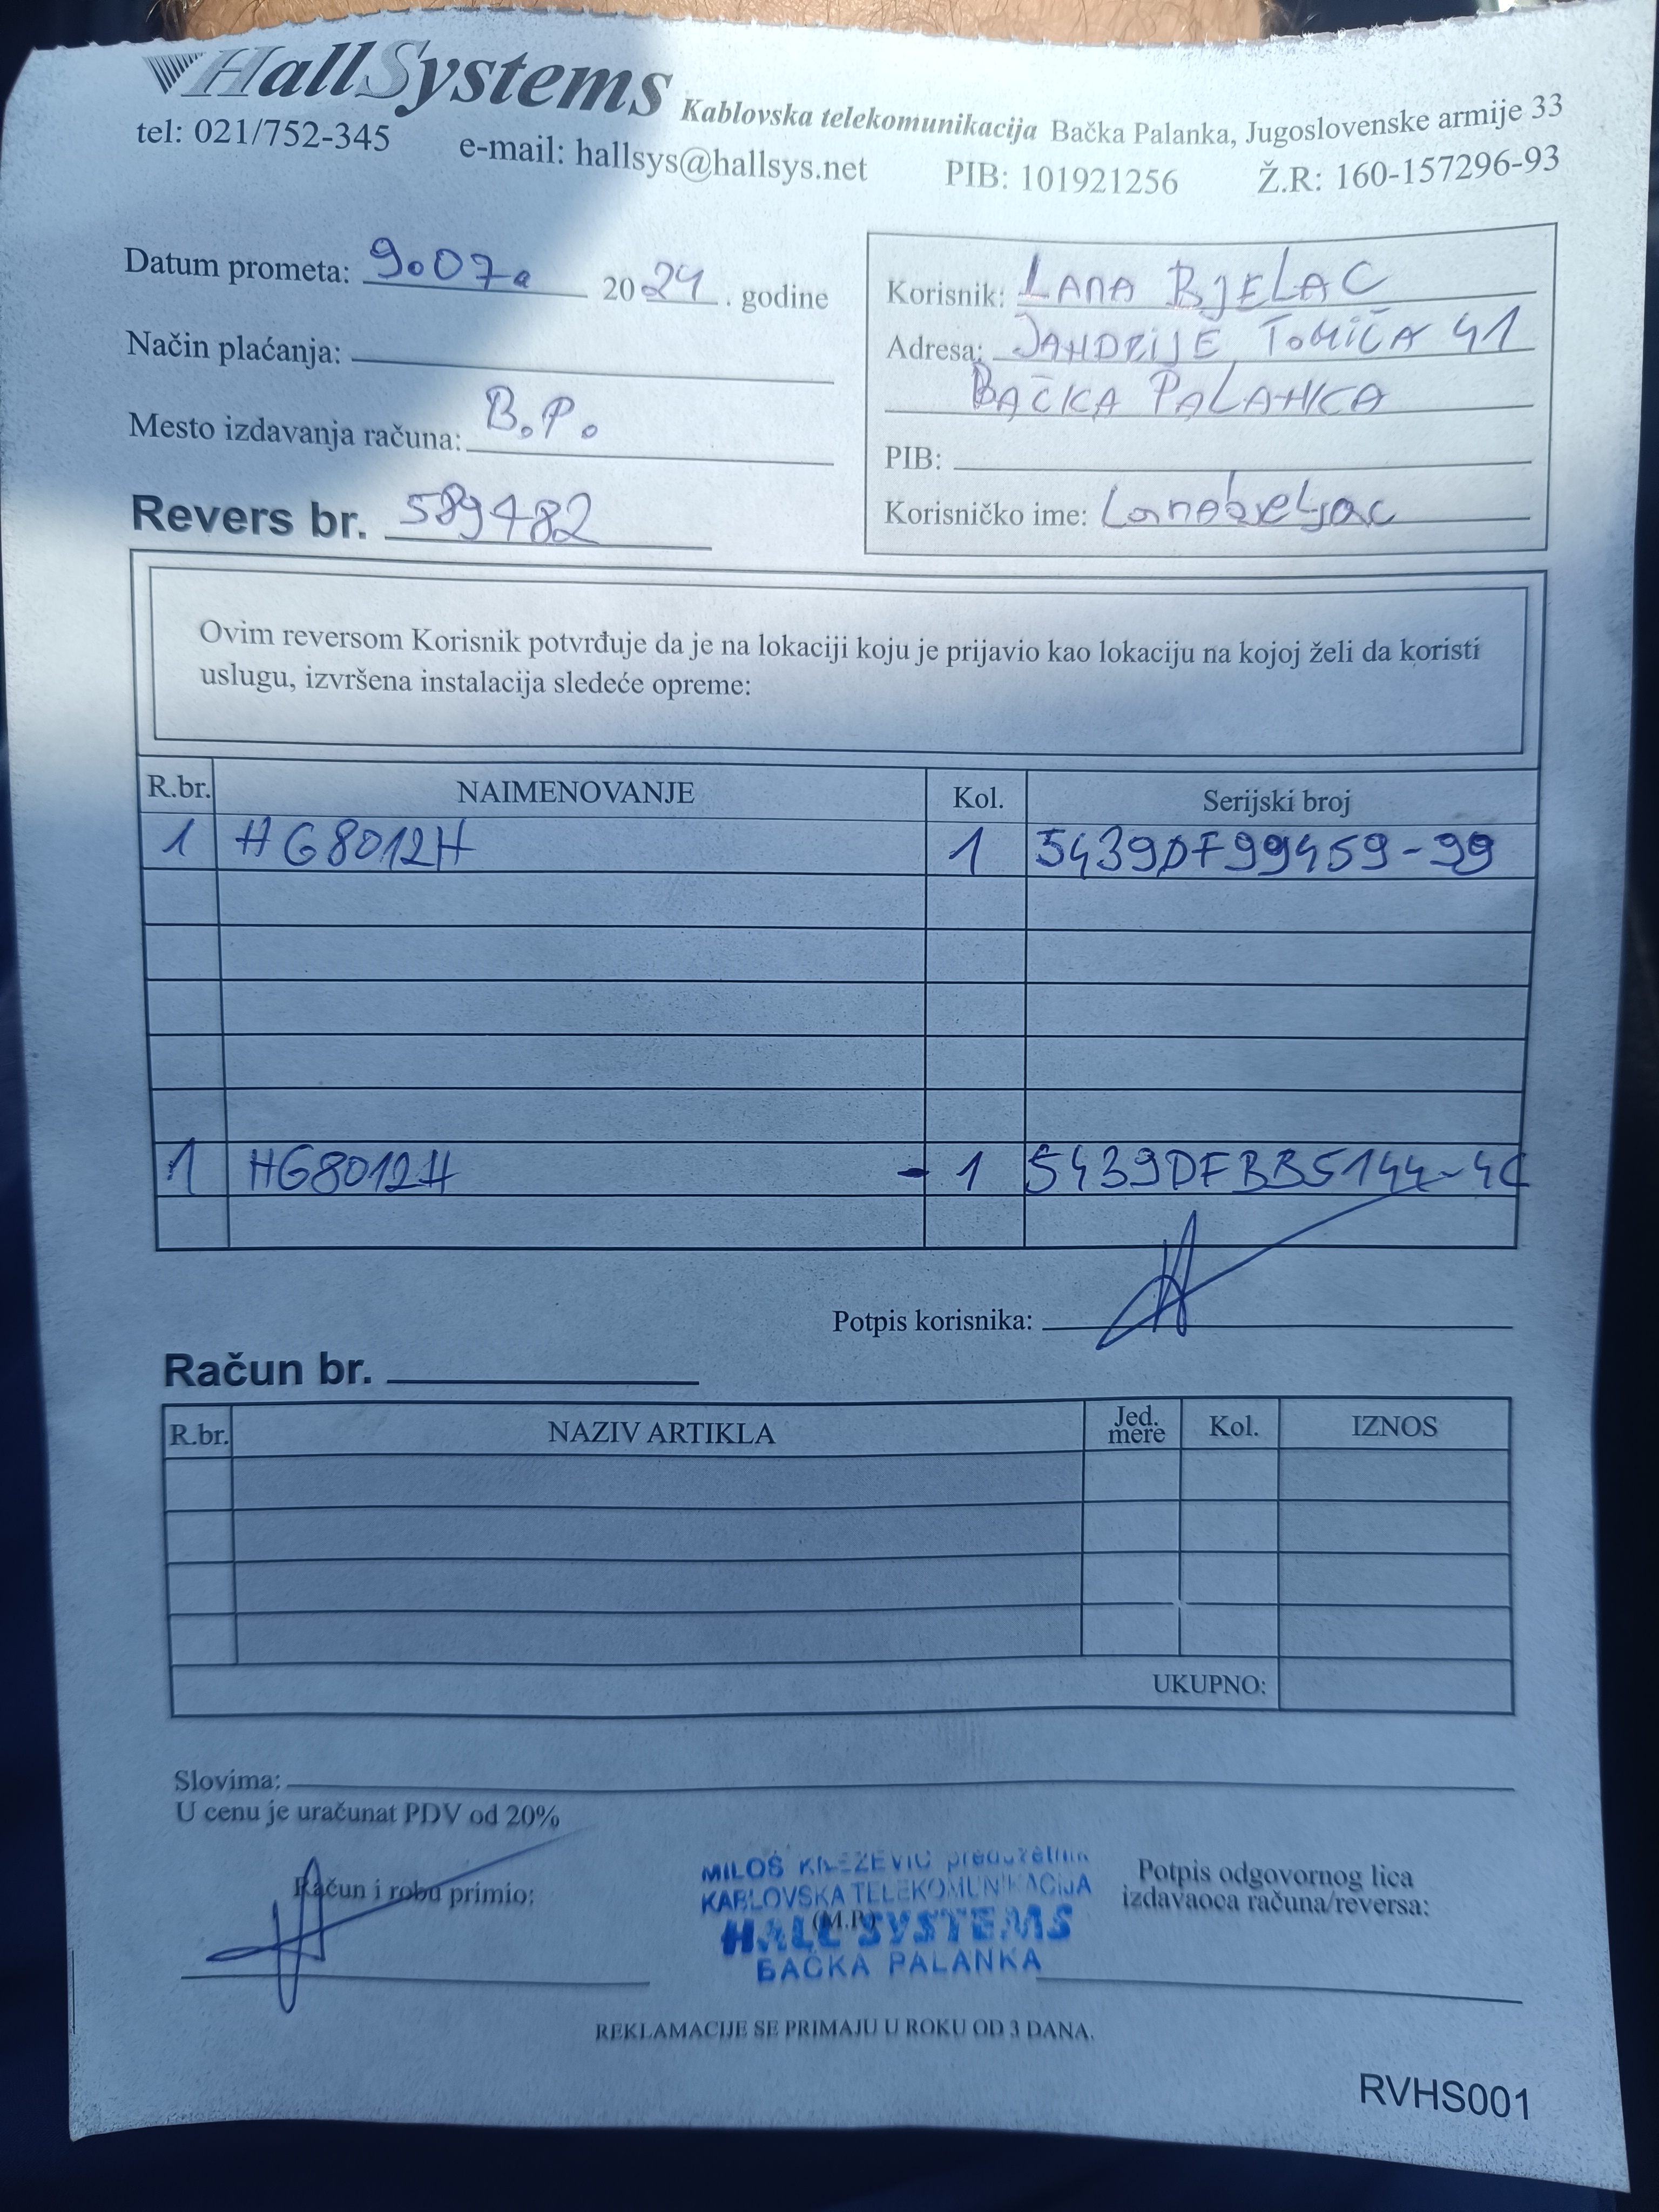 HallSystems Kablovska telekomunikacija Bačka Palanka, Jugoslovenske armije 33
tel: 021/752-345 e-mail: hallsys@hallsys.net PIB: 101921256 Ž.R: 160-157296-93
Datum prometa: 9.07. 2024. godine
Način plaćanja:
Mesto izdavanja računa: B.P.
Revers br. 589482
Korisnik: LANA BJELAC
Adresa: JANDRIJE TOMIĆA 41
BAČKA PALANKA
PIB:
Korisničko ime: Lanabjeljac
Ovim reversom Korisnik potvrđuje da je na lokaciji koju je prijavio kao lokaciju na kojoj želi da koristi
uslugu, izvršena instalacija sledeće opreme:
R.br. NAIMENOVANJE Kol. Serijski broj
1 HG8012H 1 5439DF99459-99
1 HG8012H - 1 5439DFBB5144-4C
Potpis korisnika:
Račun br.
R.br. NAZIV ARTIKLA Jed. mere Kol. IZNOS
UKUPNO:
Slovima:
U cenu je uračunat PDV od 20%
Račun i robu primio:
MILOŠ KNEŽEVIĆ preduzetnik
KABLOVSKA TELEKOMUNIKACIJA
(M.P)
HALL SYSTEMS
BAČKA PALANKA
Potpis odgovornog lica
izdavaoca računa/reversa:
REKLAMACIJE SE PRIMAJU U ROKU OD 3 DANA.
RVHS001